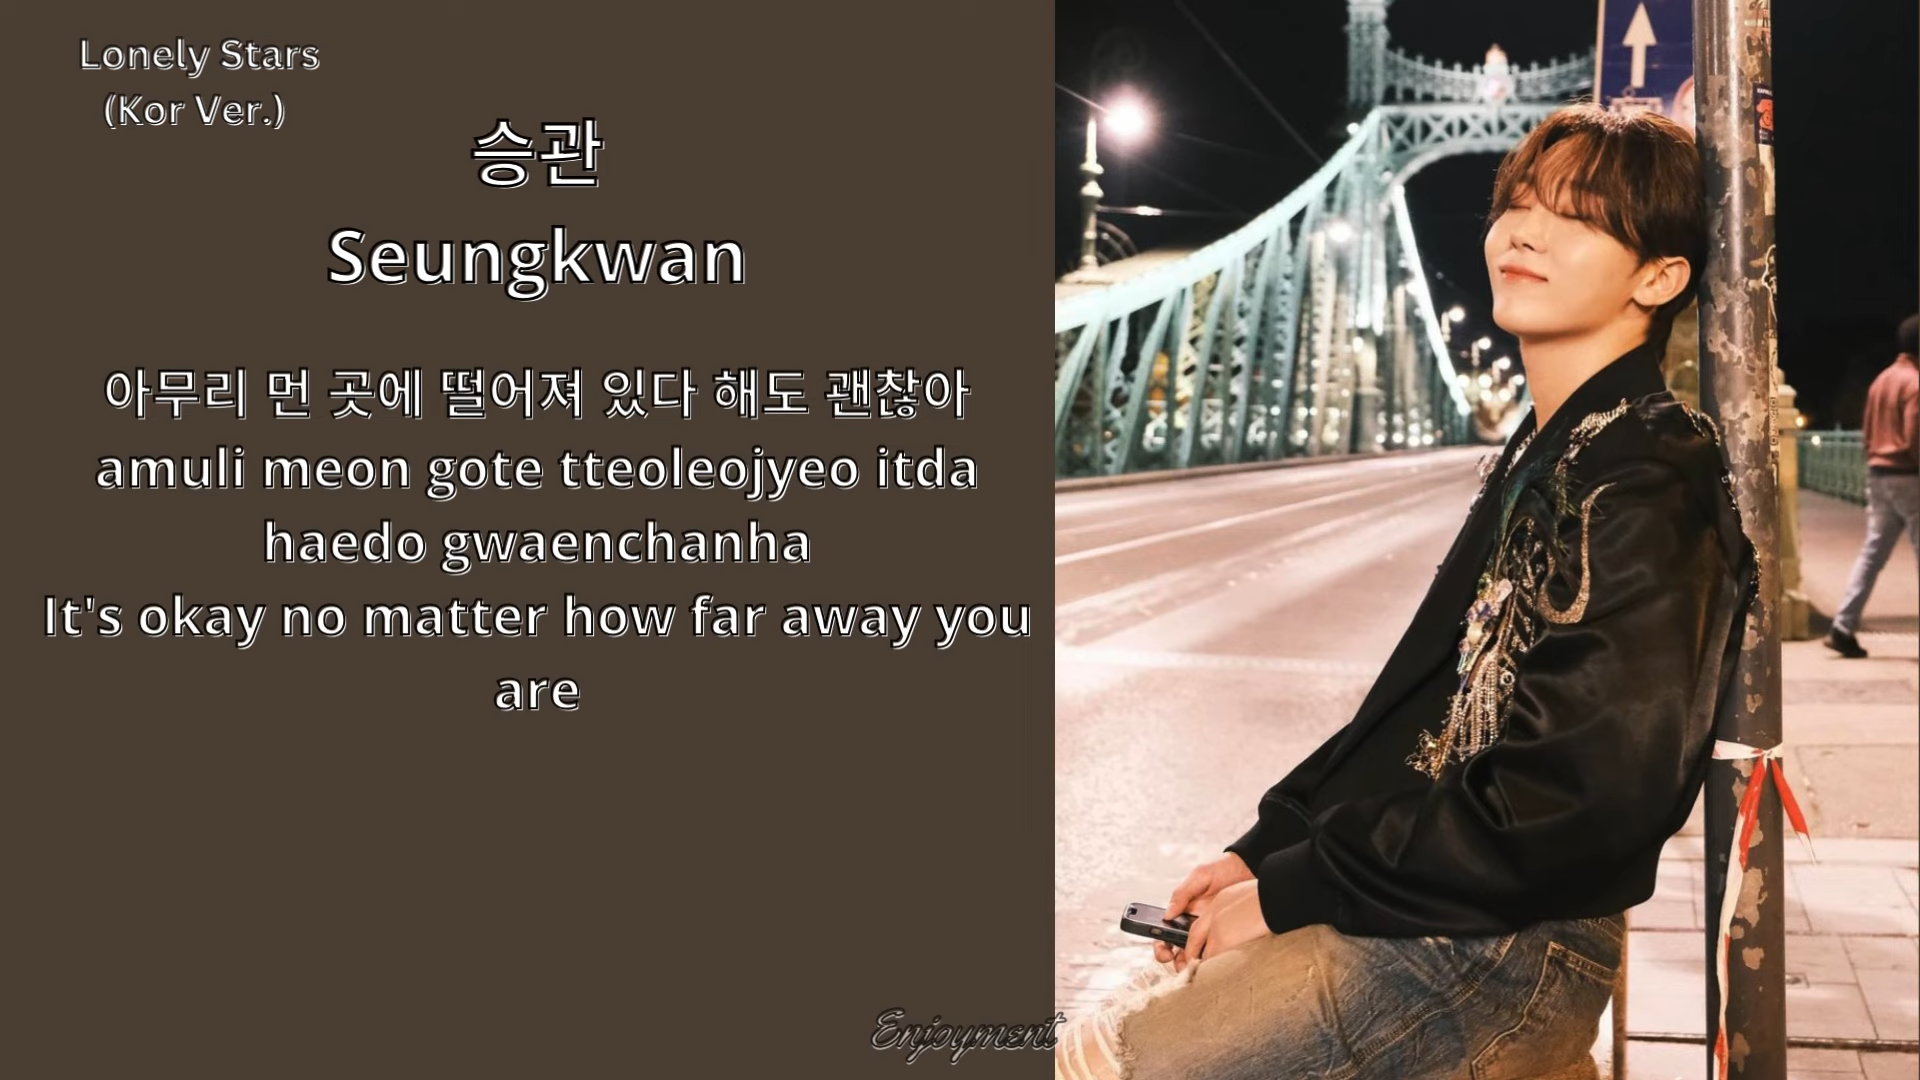 Lonely Stars
(Kor Ver.)
승관
Seungkwan
아무리 먼 곳에 떨어져 있다 해도 괜찮아
amuli meon gote tteoleojyeo itda
haedo gwaenchanha
It's okay no matter how far away you
are
Enjoyment